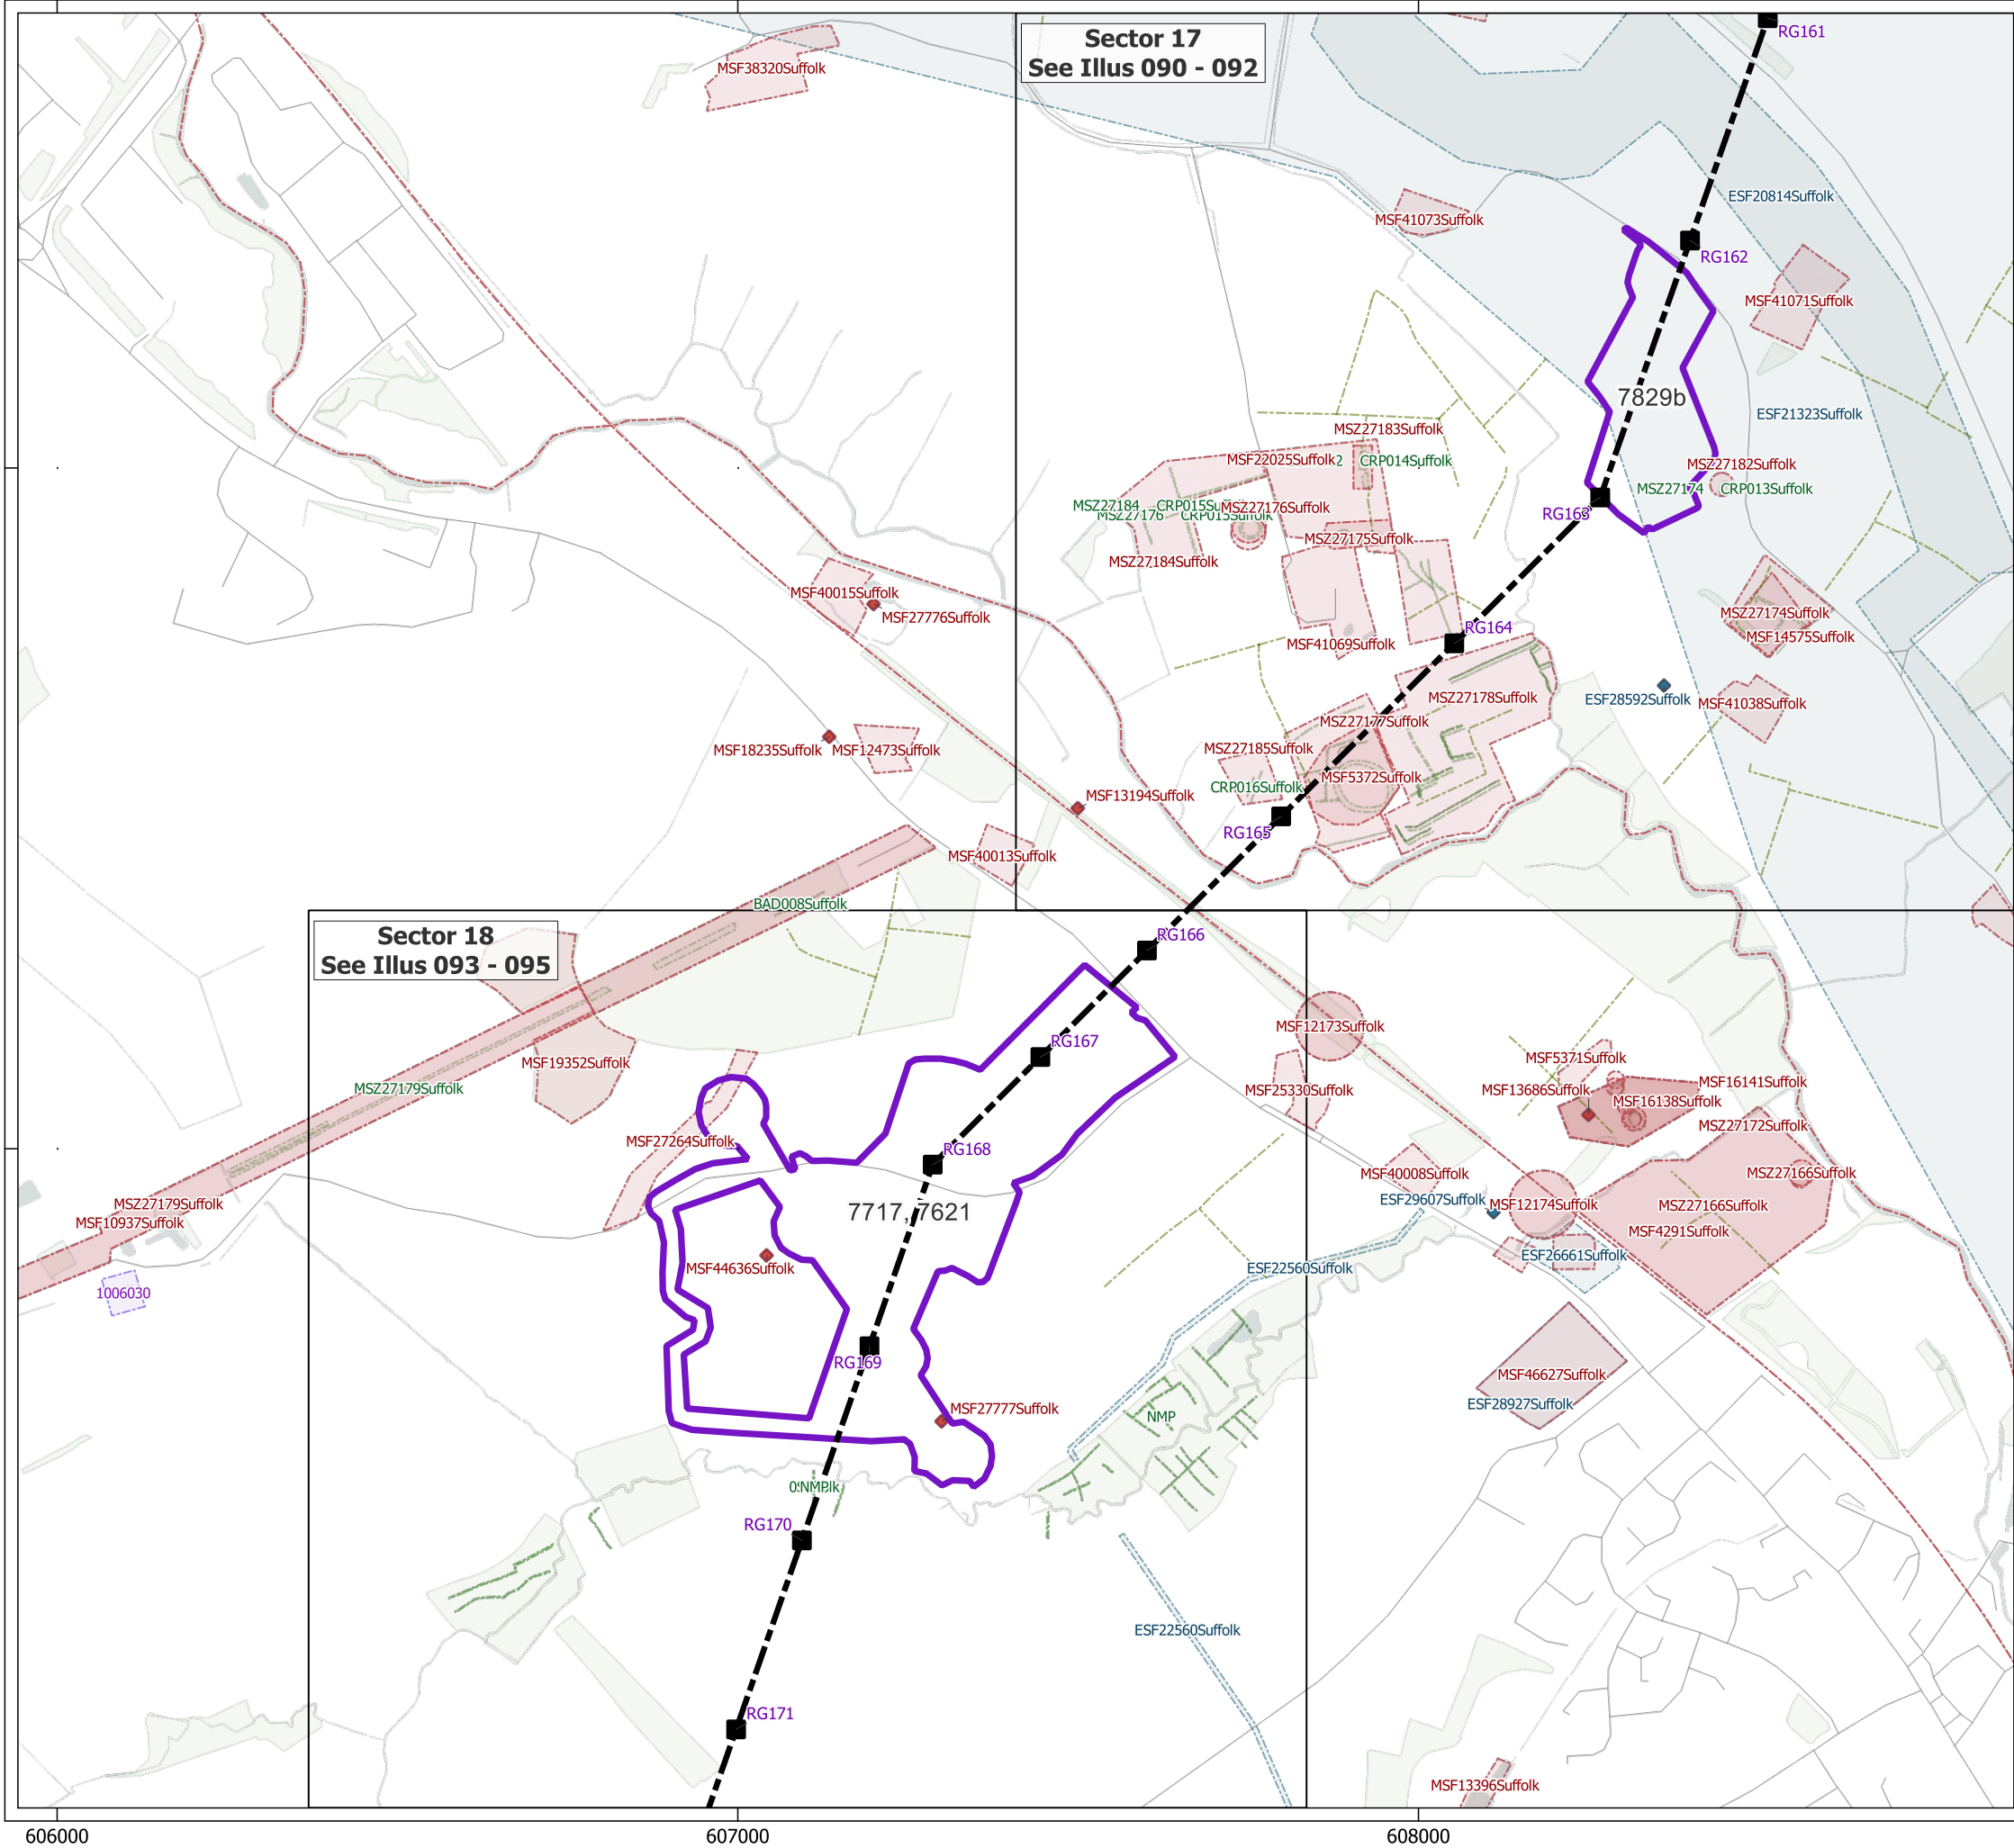 Sector 17
See Illus 090 - 092
RG161
MSF38320Suffolk
ESF20814Suffolk
MSF41073Suffolk
RG162
MSF41071Suffolk
7829b
ESF21323Suffolk
MSZ27183Suffolk
MSF22025Suffolk
CRP014Suffolk
MSZ27182Suffolk
MSZ27174
CRP013Suffolk
MSZ27184
MSZ27176
CRP013Suffolk
MSZ27176Suffolk
RG163
MSZ27175Suffolk
MSZ27184Suffolk
MSF40015Suffolk
MSF27776Suffolk
MSZ27174Suffolk
RG164
MSF14575Suffolk
MSF41069Suffolk
MSZ27178Suffolk
ESF28592Suffolk
MSF41038Suffolk
MSZ27177Suffolk
MSF18235Suffolk
MSF12473Suffolk
MSZ27185Suffolk
MSF5372Suffolk
CRP016Suffolk
MSF13194Suffolk
RG165
MSF40013Suffolk
BAD008Suffolk
Sector 18
See Illus 093 - 095
RG166
MSF12173Suffolk
RG167
MSF5371Suffolk
MSF19352Suffolk
MSZ27179Suffolk
MSF25330Suffolk
MSF13686Suffolk
MSF16141Suffolk
MSF16138Suffolk
MSZ27172Suffolk
MSF27264Suffolk
RG168
MSF40008Suffolk
MSZ27166Suffolk
ESF29607Suffolk
MSZ27179Suffolk
MSF12174Suffolk
MSZ27166Suffolk
7717, 7621
MSF10937Suffolk
MSF4291Suffolk
ESF26661Suffolk
MSF44636Suffolk
ESF22560Suffolk
1006030
RG169
MSF46627Suffolk
ESF28927Suffolk
MSF27777Suffolk
NMP
NMP
RG170
ESF22560Suffolk
RG171
MSF13396Suffolk
606000
607000
608000